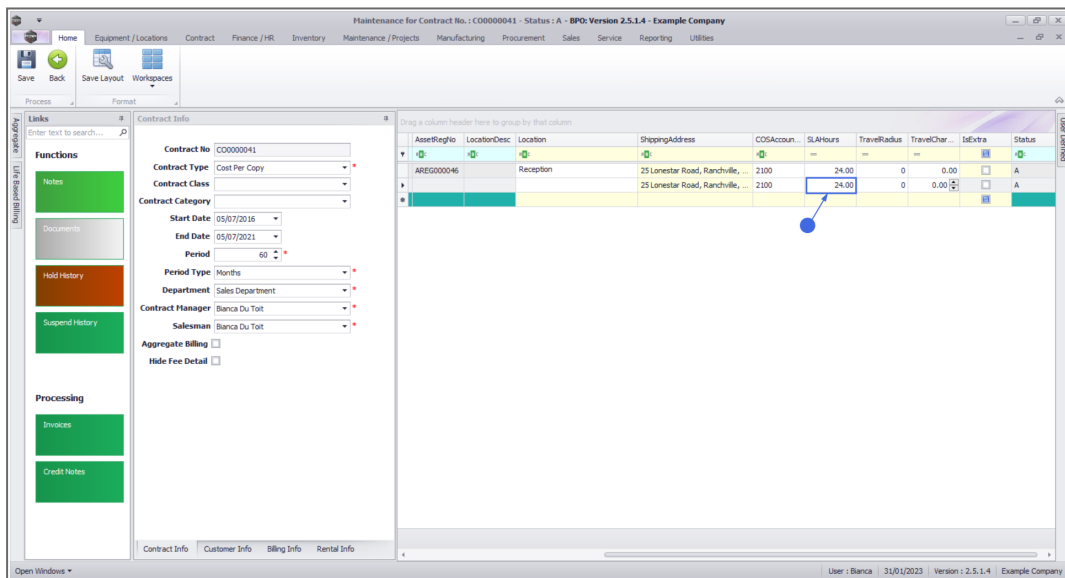 Maintenance for Contract No. : CO0000041 - Status : A - BPO: Version 2.5.1.4 - Example Company
Home Equipment / Locations Contract Finance / HR Inventory Maintenance / Projects Manufacturing Procurement Sales Service Reporting Utilities
Save Back Save Layout Workspaces
Process Format
Links
Enter text to search...
Functions
Notes
Documents
Hold History
Suspend History
Processing
Invoices
Credit Notes
Aggregate
Life Based Billing
Contract Info
Contract No CO0000041
Contract Type Cost Per Copy *
Contract Class
Contract Category
Start Date 05/07/2016
End Date 05/07/2021
Period 60 *
Period Type Months *
Department Sales Department *
Contract Manager Bianca Du Toit *
Salesman Bianca Du Toit *
Aggregate Billing
Hide Fee Detail
Contract Info Customer Info Billing Info Rental Info
Drag a column header here to group by that column
AssetRegNo LocationDesc Location ShippingAddress COSAccoun... SLAHours TravelRadius TravelChar... IsExtra Status
= = =
AREG000046 Reception 25 Lonestar Road, Ranchville, ... 2100 24.00 0 0.00 A
25 Lonestar Road, Ranchville, ... 2100 24.00 0 0.00 A
User Defined
Open Windows
User : Bianca 31/01/2023 Version : 2.5.1.4 Example Company